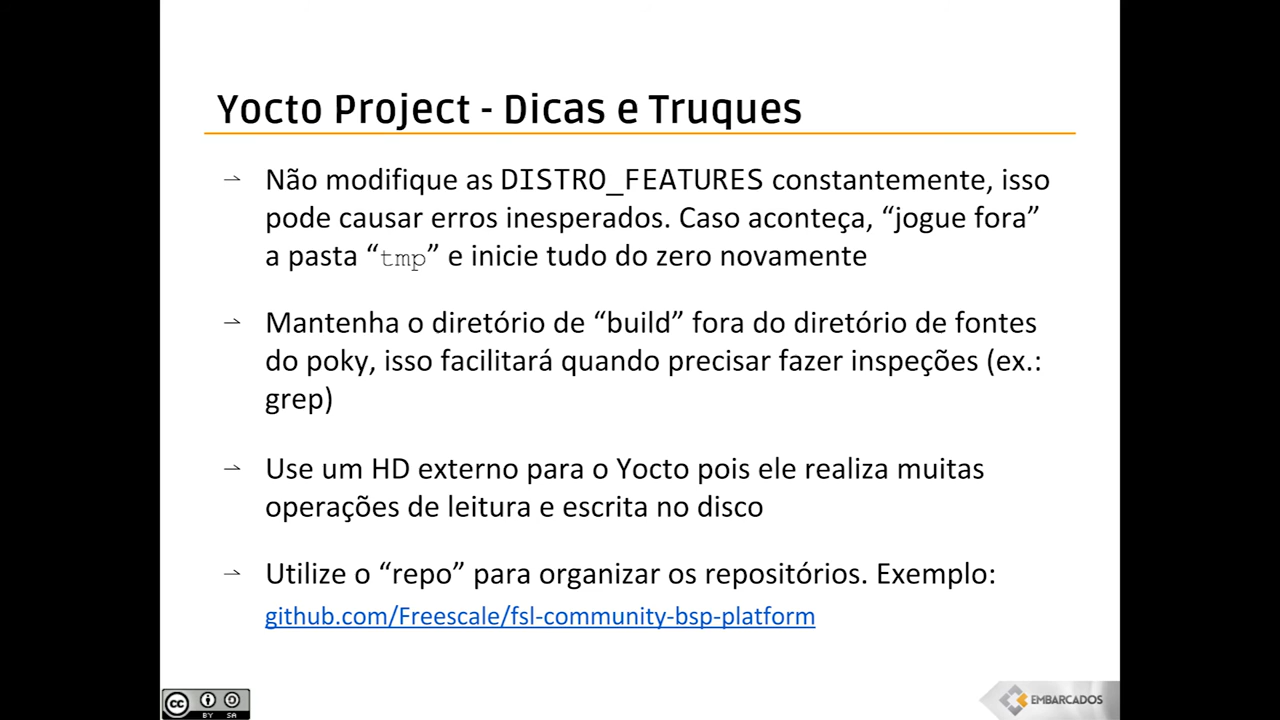 Yocto Project - Dicas e Truques
⇀ Não modifique as DISTRO_FEATURES constantemente, isso
pode causar erros inesperados. Caso aconteça, “jogue fora”
a pasta “tmp” e inicie tudo do zero novamente
⇀ Mantenha o diretório de “build” fora do diretório de fontes
do poky, isso facilitará quando precisar fazer inspeções (ex.:
grep)
⇀ Use um HD externo para o Yocto pois ele realiza muitas
operações de leitura e escrita no disco
⇀ Utilize o “repo” para organizar os repositórios. Exemplo:
github.com/Freescale/fsl-community-bsp-platform
cc BY SA
EMBARCADOS